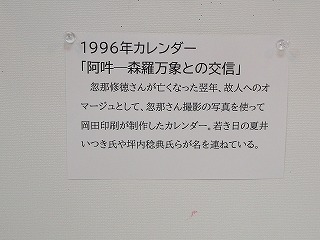 1996年カレンダー
「阿吽―森羅万象との交信」
忽那修徳さんが亡くなった翌年、故人へのオ
マージュとして、忽那さん撮影の写真を使って
岡田印刷が制作したカレンダー。若き日の夏井
いつき氏や坪内稔典氏らが名を連ねている。